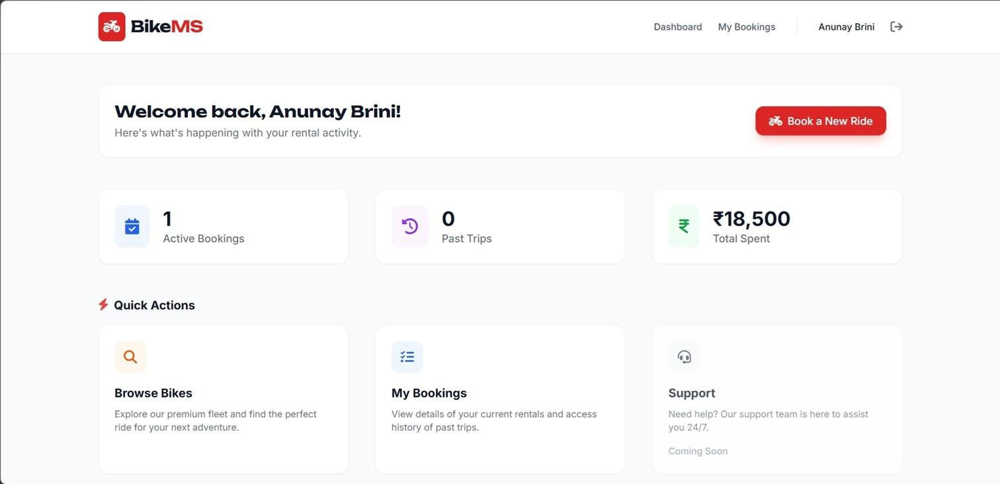 BikeMS
Dashboard
My Bookings
Anunay Brini
Welcome back, Anunay Brini!
Here's what's happening with your rental activity.
Book a New Ride
1
Active Bookings
0
Past Trips
₹18,500
Total Spent
Quick Actions
Browse Bikes
Explore our premium fleet and find the perfect
ride for your next adventure.
My Bookings
View details of your current rentals and access
history of past trips.
Support
Need help? Our support team is here to assist
you 24/7.
Coming Soon